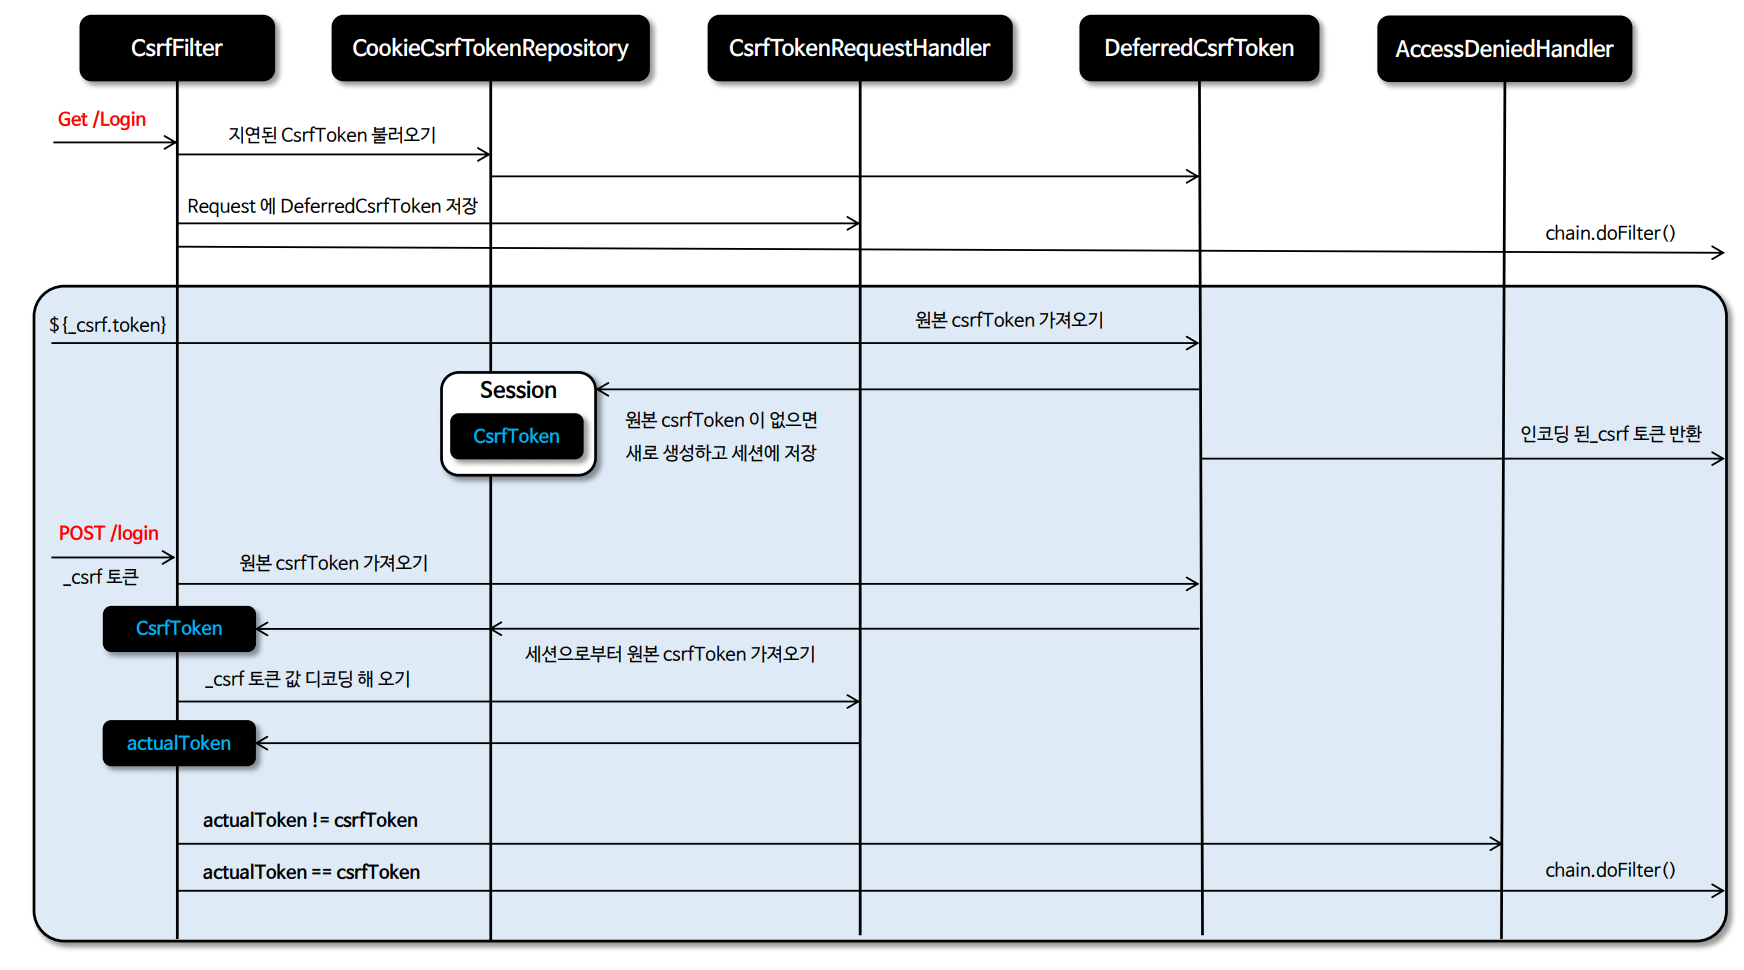 CsrfFilter
CookieCsrfTokenRepository
CsrfTokenRequestHandler
DeferredCsrfToken
AccessDeniedHandler
Get /Login
지연된 CsrfToken 불러오기
Request 에 DeferredCsrfToken 저장
chain.doFilter()
${_csrf.token}
원본 csrfToken 가져오기
Session
CsrfToken
원본 csrfToken 이 없으면
새로 생성하고 세션에 저장
인코딩 된_csrf 토큰 반환
POST /login
_csrf 토큰
원본 csrfToken 가져오기
CsrfToken
세션으로부터 원본 csrfToken 가져오기
_csrf 토큰 값 디코딩 해 오기
actualToken
actualToken != csrfToken
actualToken == csrfToken
chain.doFilter()